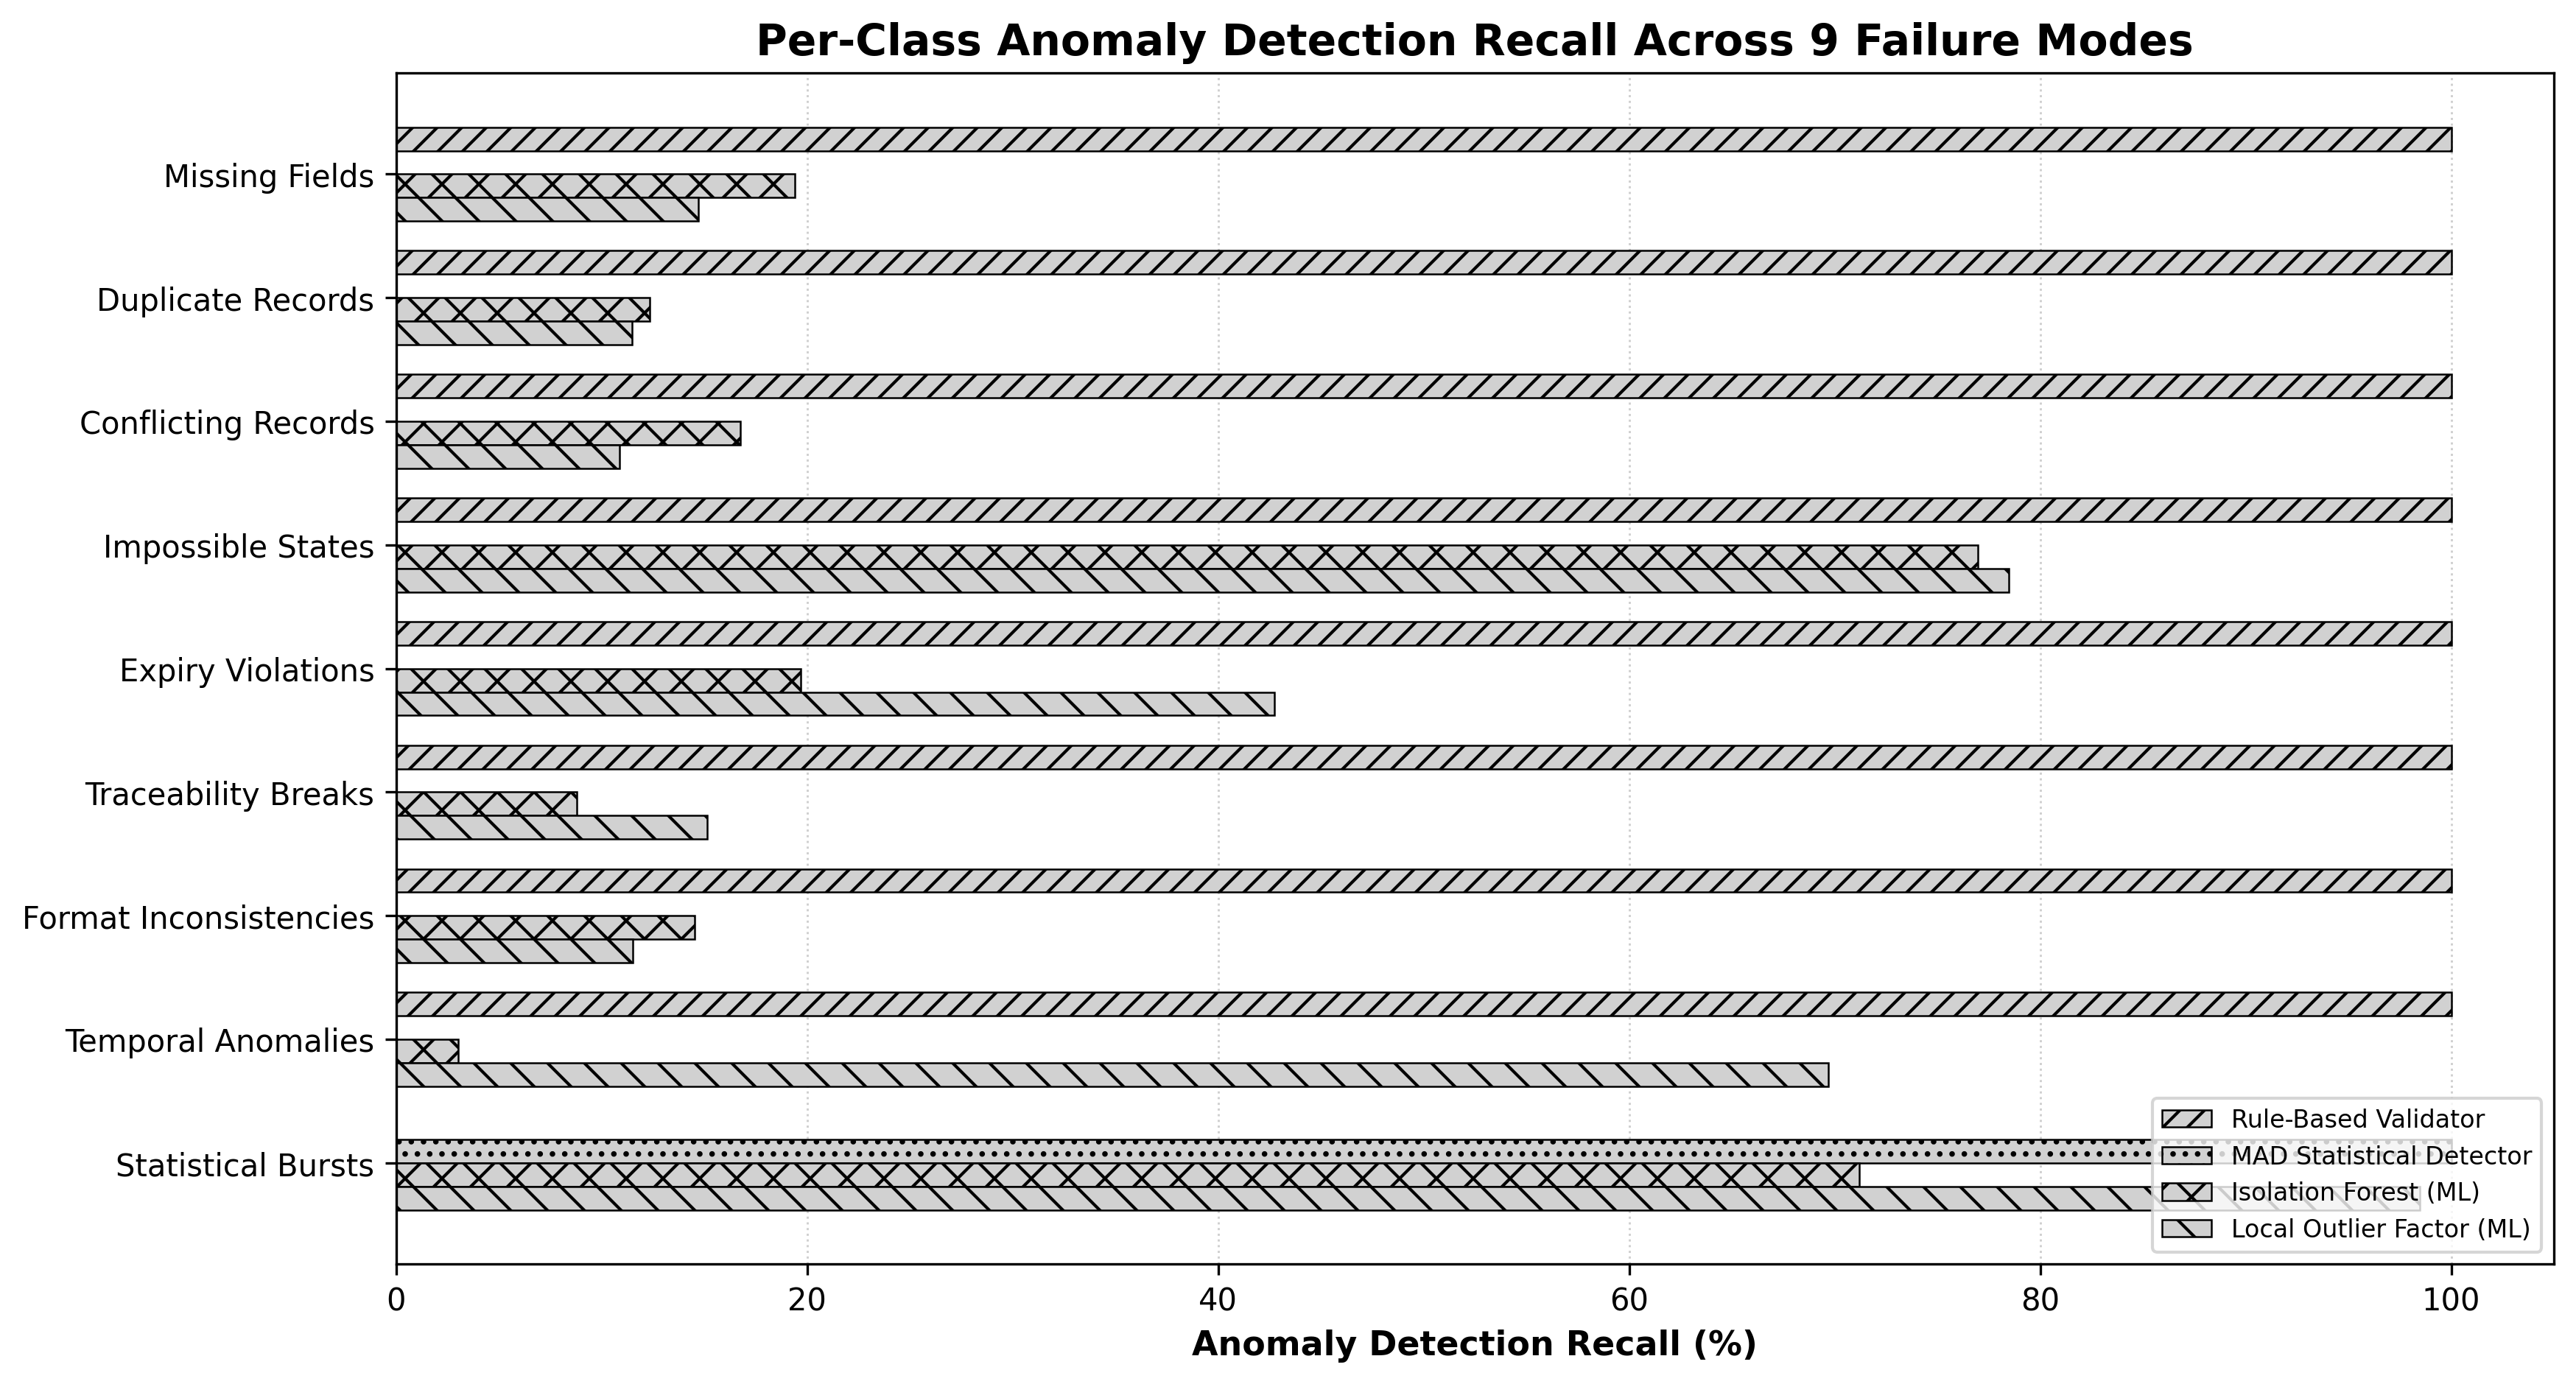 Per-Class Anomaly Detection Recall Across 9 Failure Modes
Missing Fields
Duplicate Records
Conflicting Records
Impossible States
Expiry Violations
Traceability Breaks
Format Inconsistencies
Temporal Anomalies
Statistical Bursts
Rule-Based Validator
MAD Statistical Detector
Isolation Forest (ML)
Local Outlier Factor (ML)
0 20 40 60 80 100
Anomaly Detection Recall (%)